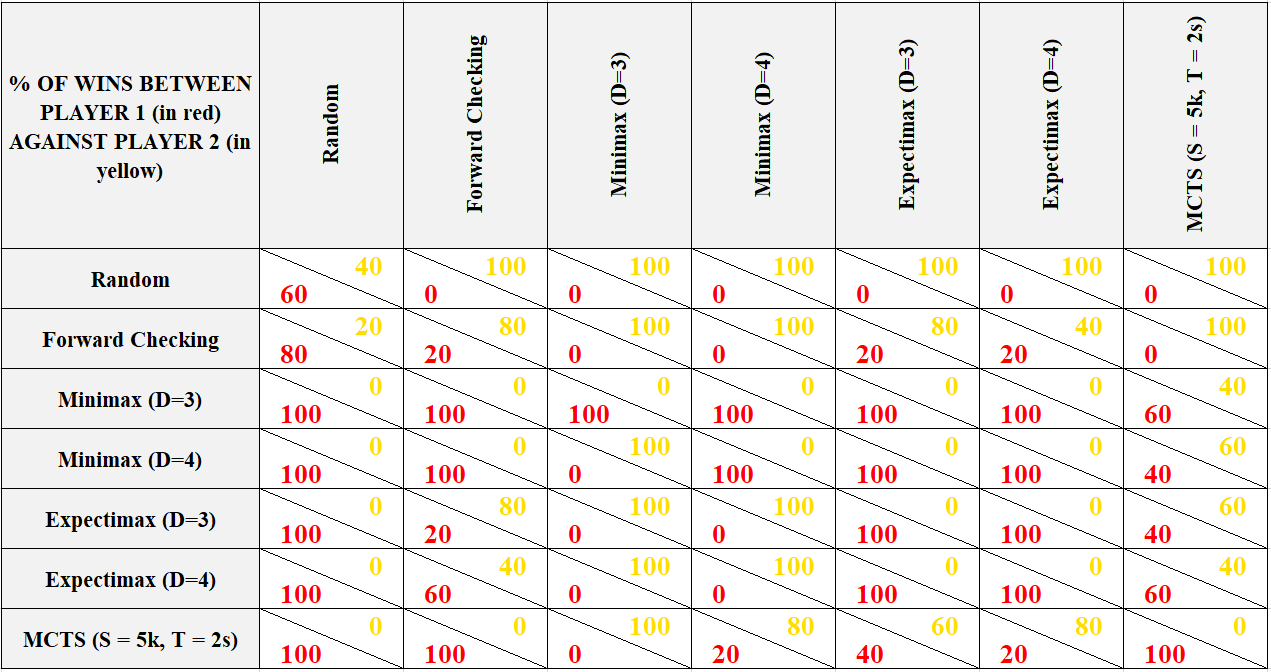 % OF WINS BETWEEN
PLAYER 1 (in red)
AGAINST PLAYER 2 (in
yellow)
Random
Forward Checking
Minimax (D=3)
Minimax (D=4)
Expectimax (D=3)
Expectimax (D=4)
MCTS (S = 5k, T = 2s)
Random
40 100 100 100 100 100 100
60 0 0 0 0 0 0
Forward Checking
20 80 100 100 80 40 100
80 20 0 0 20 20 0
Minimax (D=3)
0 0 0 0 0 0 40
100 100 100 100 100 100 60
Minimax (D=4)
0 0 100 0 0 0 60
100 100 0 100 100 100 40
Expectimax (D=3)
0 80 100 100 0 0 60
100 20 0 0 100 100 40
Expectimax (D=4)
0 40 100 100 0 0 40
100 60 0 0 100 100 60
MCTS (S = 5k, T = 2s)
0 0 100 80 60 80 0
100 100 0 20 40 20 100